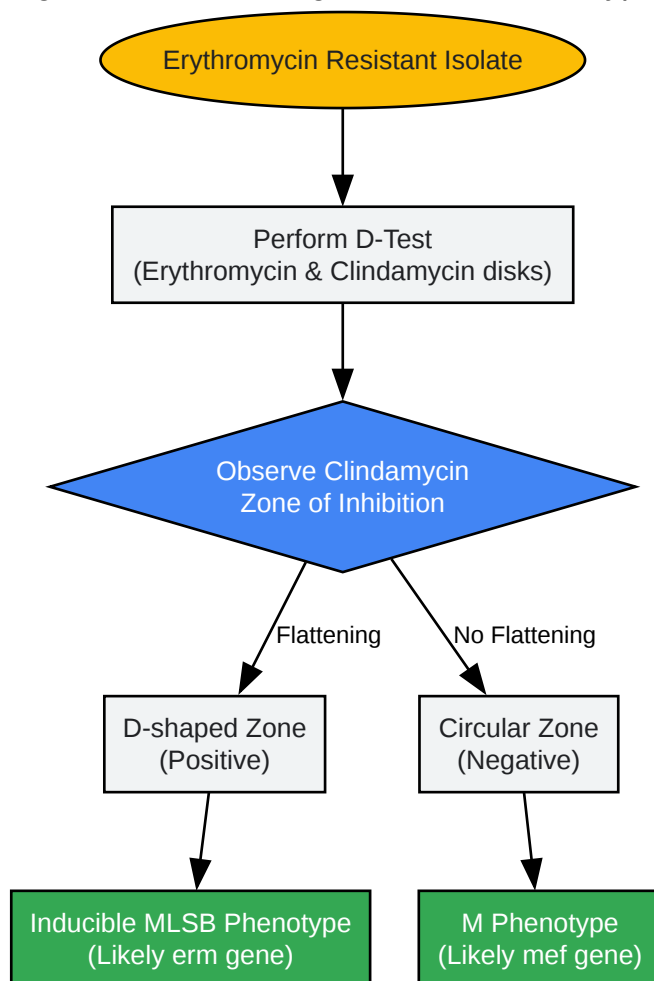 Erythromycin Resistant Isolate
Perform D-Test
(Erythromycin & Clindamycin disks)
Observe Clindamycin
Zone of Inhibition
Flattening
No Flattening
D-shaped Zone
(Positive)
Circular Zone
(Negative)
Inducible MLSB Phenotype
(Likely erm gene)
M Phenotype
(Likely mef gene)